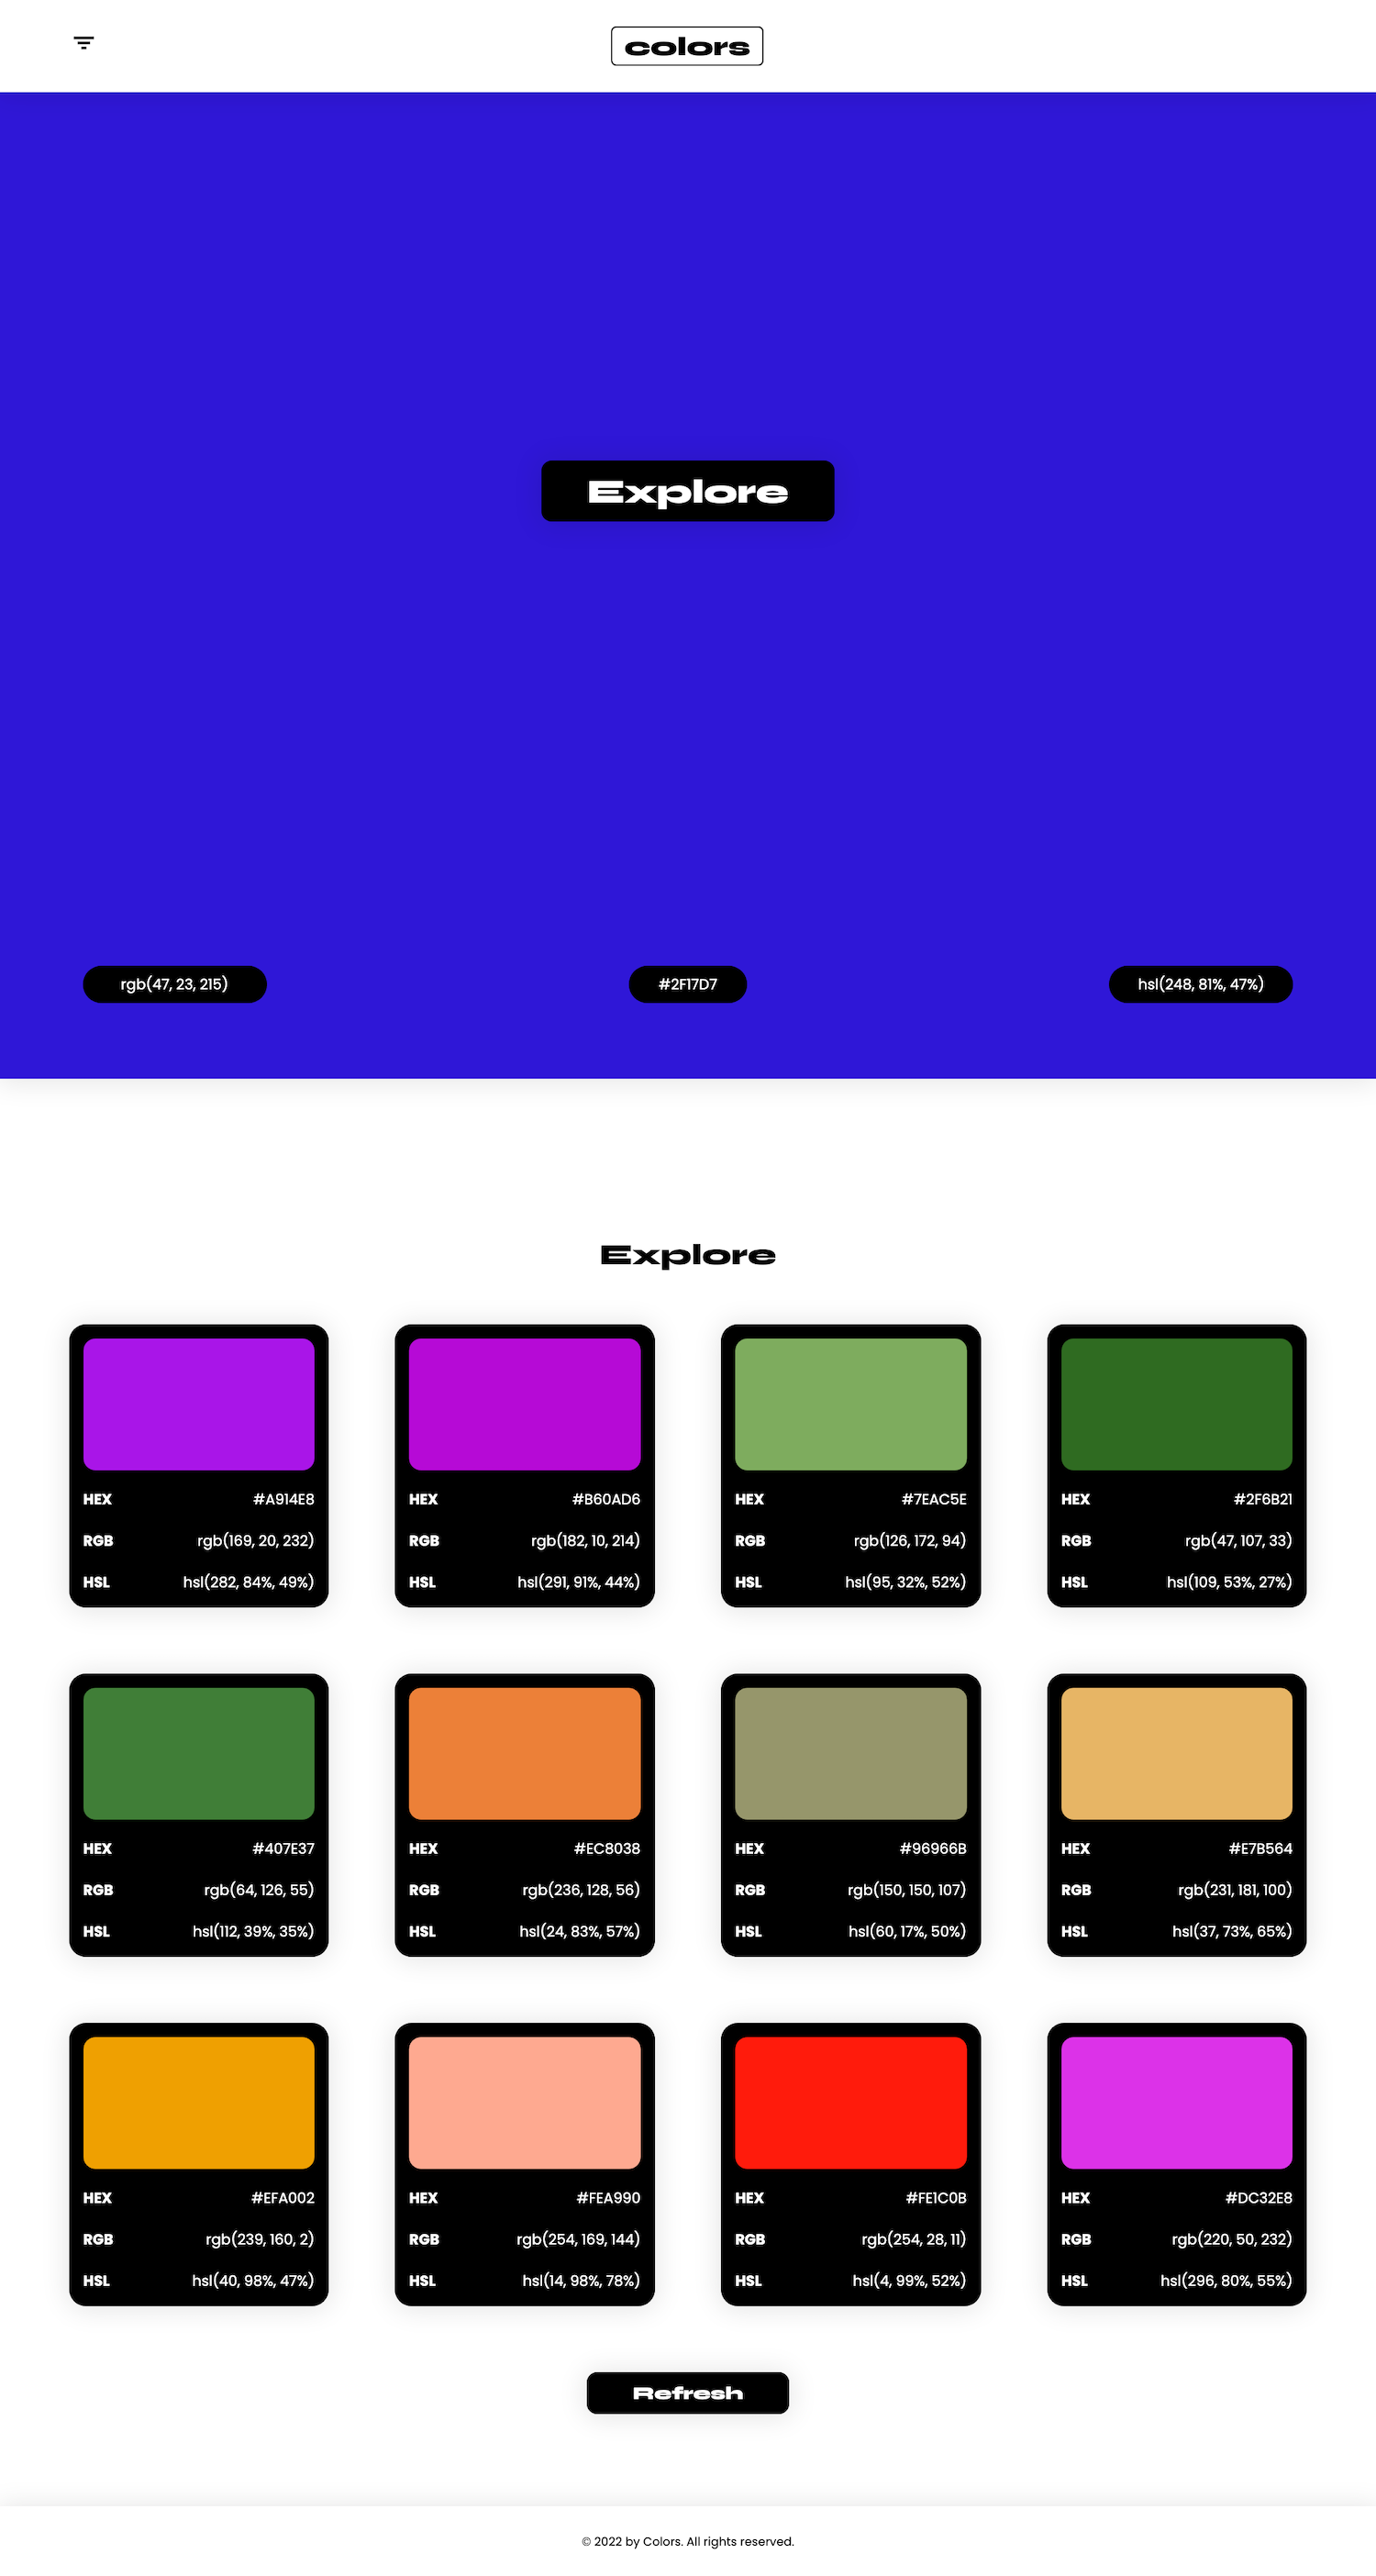 colors
Explore
rgb(47, 23, 215)
#2F17D7
hsl(248, 81%, 47%)
Explore
HEX #A914E8
RGB rgb(169, 20, 232)
HSL hsl(282, 84%, 49%)
HEX #B60AD6
RGB rgb(182, 10, 214)
HSL hsl(291, 91%, 44%)
HEX #7EAC5E
RGB rgb(126, 172, 94)
HSL hsl(95, 32%, 52%)
HEX #2F6B21
RGB rgb(47, 107, 33)
HSL hsl(109, 53%, 27%)
HEX #407E37
RGB rgb(64, 126, 55)
HSL hsl(112, 39%, 35%)
HEX #EC8038
RGB rgb(236, 128, 56)
HSL hsl(24, 83%, 57%)
HEX #96966B
RGB rgb(150, 150, 107)
HSL hsl(60, 17%, 50%)
HEX #E7B564
RGB rgb(231, 181, 100)
HSL hsl(37, 73%, 65%)
HEX #EFA002
RGB rgb(239, 160, 2)
HSL hsl(40, 98%, 47%)
HEX #FEA990
RGB rgb(254, 169, 144)
HSL hsl(14, 98%, 78%)
HEX #FE1C0B
RGB rgb(254, 28, 11)
HSL hsl(4, 99%, 52%)
HEX #DC32E8
RGB rgb(220, 50, 232)
HSL hsl(296, 80%, 55%)
Refresh
© 2022 by Colors. All rights reserved.